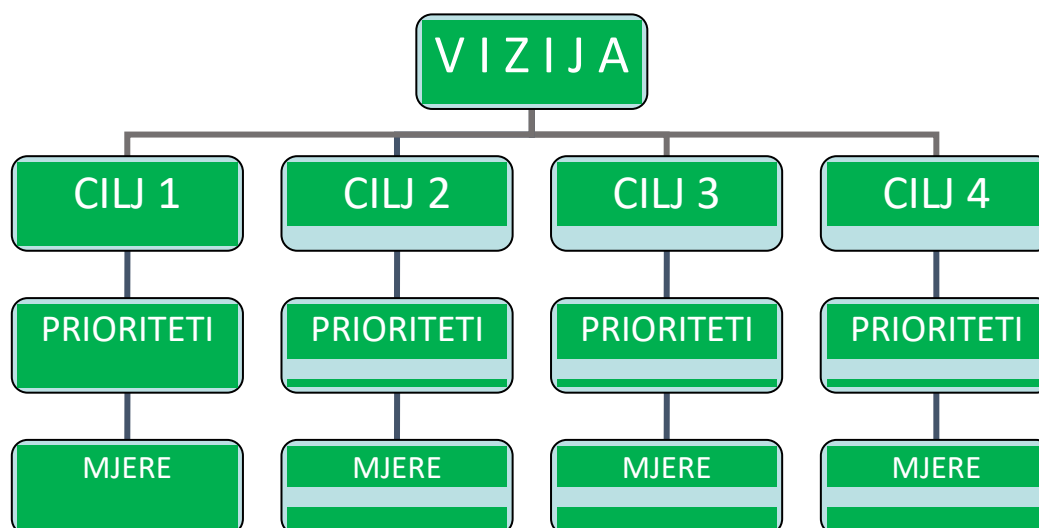 V I Z I J A
CILJ 1
CILJ 2
CILJ 3
CILJ 4
PRIORITETI
PRIORITETI
PRIORITETI
PRIORITETI
MJERE
MJERE
MJERE
MJERE